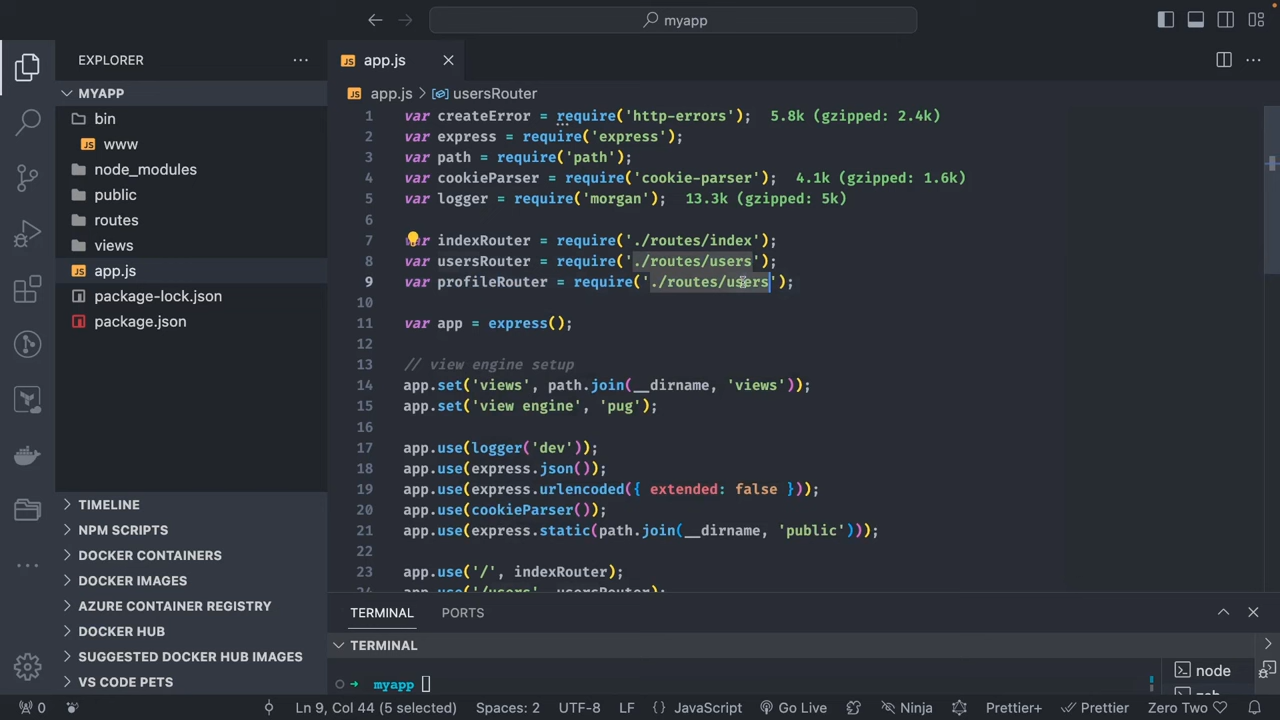 myapp
EXPLORER
app.js
MYAPP
app.js > usersRouter
bin
www
node_modules
public
routes
views
app.js
package-lock.json
package.json
1 var createError = require('http-errors'); 5.8k (gzipped: 2.4k)
2 var express = require('express');
3 var path = require('path');
4 var cookieParser = require('cookie-parser'); 4.1k (gzipped: 1.6k)
5 var logger = require('morgan'); 13.3k (gzipped: 5k)
6
7 var indexRouter = require('./routes/index');
8 var usersRouter = require('./routes/users');
9 var profileRouter = require('./routes/users');
10
11 var app = express();
12
13 // view engine setup
14 app.set('views', path.join(__dirname, 'views'));
15 app.set('view engine', 'pug');
16
17 app.use(logger('dev'));
18 app.use(express.json());
19 app.use(express.urlencoded({ extended: false }));
20 app.use(cookieParser());
21 app.use(express.static(path.join(__dirname, 'public')));
22
23 app.use('/', indexRouter);
24 app.use('/users', usersRouter);
TIMELINE
NPM SCRIPTS
DOCKER CONTAINERS
DOCKER IMAGES
AZURE CONTAINER REGISTRY
DOCKER HUB
SUGGESTED DOCKER HUB IMAGES
VS CODE PETS
TERMINAL PORTS
TERMINAL
myapp
node
0 Ln 9, Col 44 (5 selected) Spaces: 2 UTF-8 LF {} JavaScript Go Live Ninja Prettier+ Prettier Zero Two